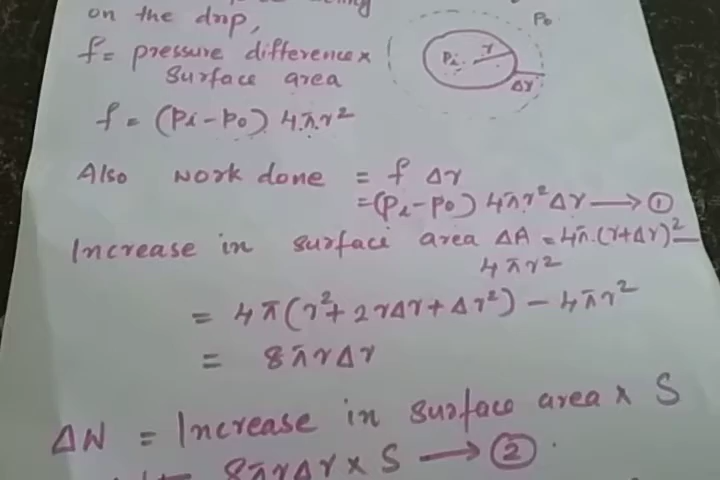 on the drop,
f = pressure difference x
surface area
f = (Pi - Po) 4πr²
Po
Pi
r
Δr
Also work done = f Δr
= (Pi - Po) 4πr²Δr → ①
Increase in surface area ΔA = 4π.(r+Δr)² -
4πr²
= 4π(r² + 2rΔr + Δr²) - 4πr²
= 8πrΔr
ΔW = Increase in surface area x S
8πrΔr x S → ②.